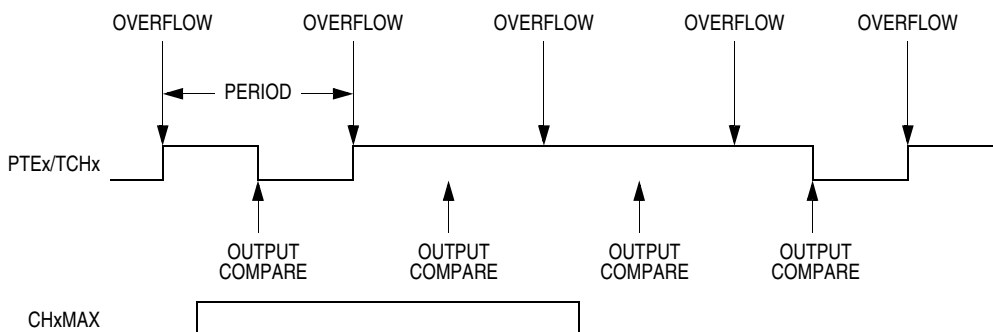 OVERFLOW OVERFLOW OVERFLOW OVERFLOW OVERFLOW
PERIOD
PTEx/TCHx
OUTPUT
COMPARE
OUTPUT
COMPARE
OUTPUT
COMPARE
OUTPUT
COMPARE
CHxMAX